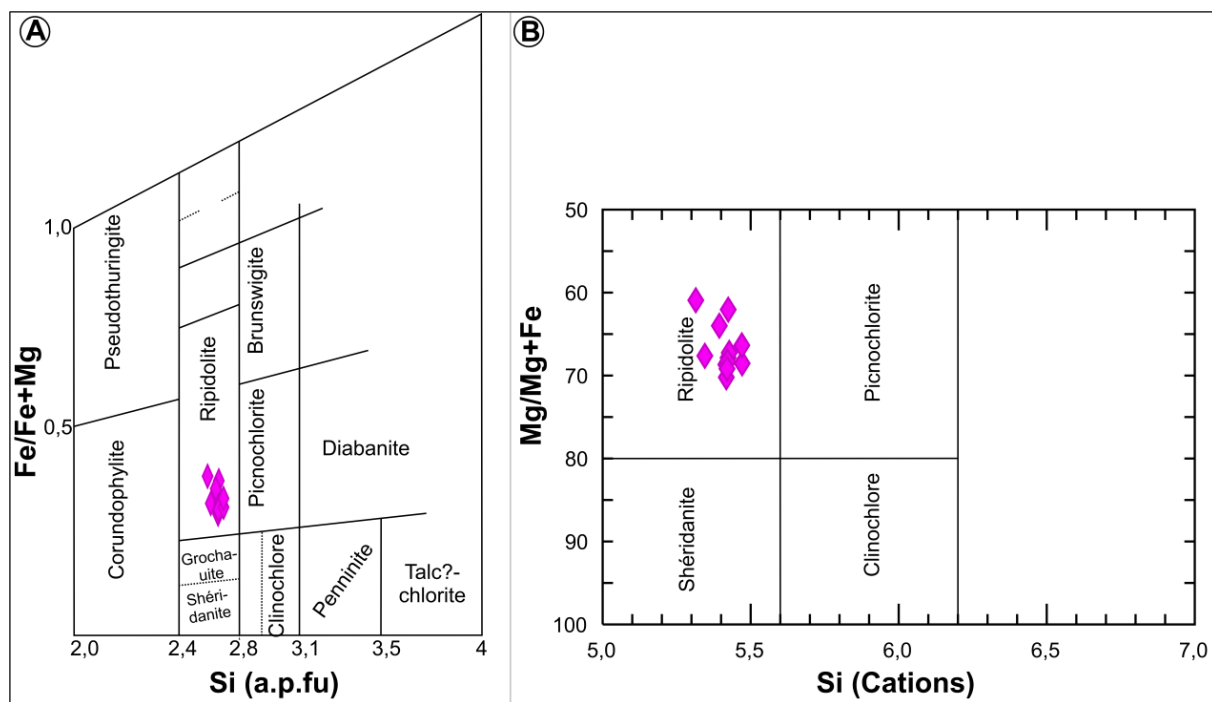 A
Fe/Fe+Mg
1,0
0,5
Pseudothuringite
Corundophylite
Ripidolite
Brunswigite
Picnochlorite
Diabanite
Grocha-
uite
Shéri-
danite
Clinochlore
Penninite
Talc?-
chlorite
2,0
2,4
2,8
3,1
3,5
4
Si (a.p.fu)
B
Mg/Mg+Fe
50
60
70
80
90
100
Ripidolite
Picnochlorite
Shéridanite
Clinochlore
5,0
5,5
6,0
6,5
7,0
Si (Cations)